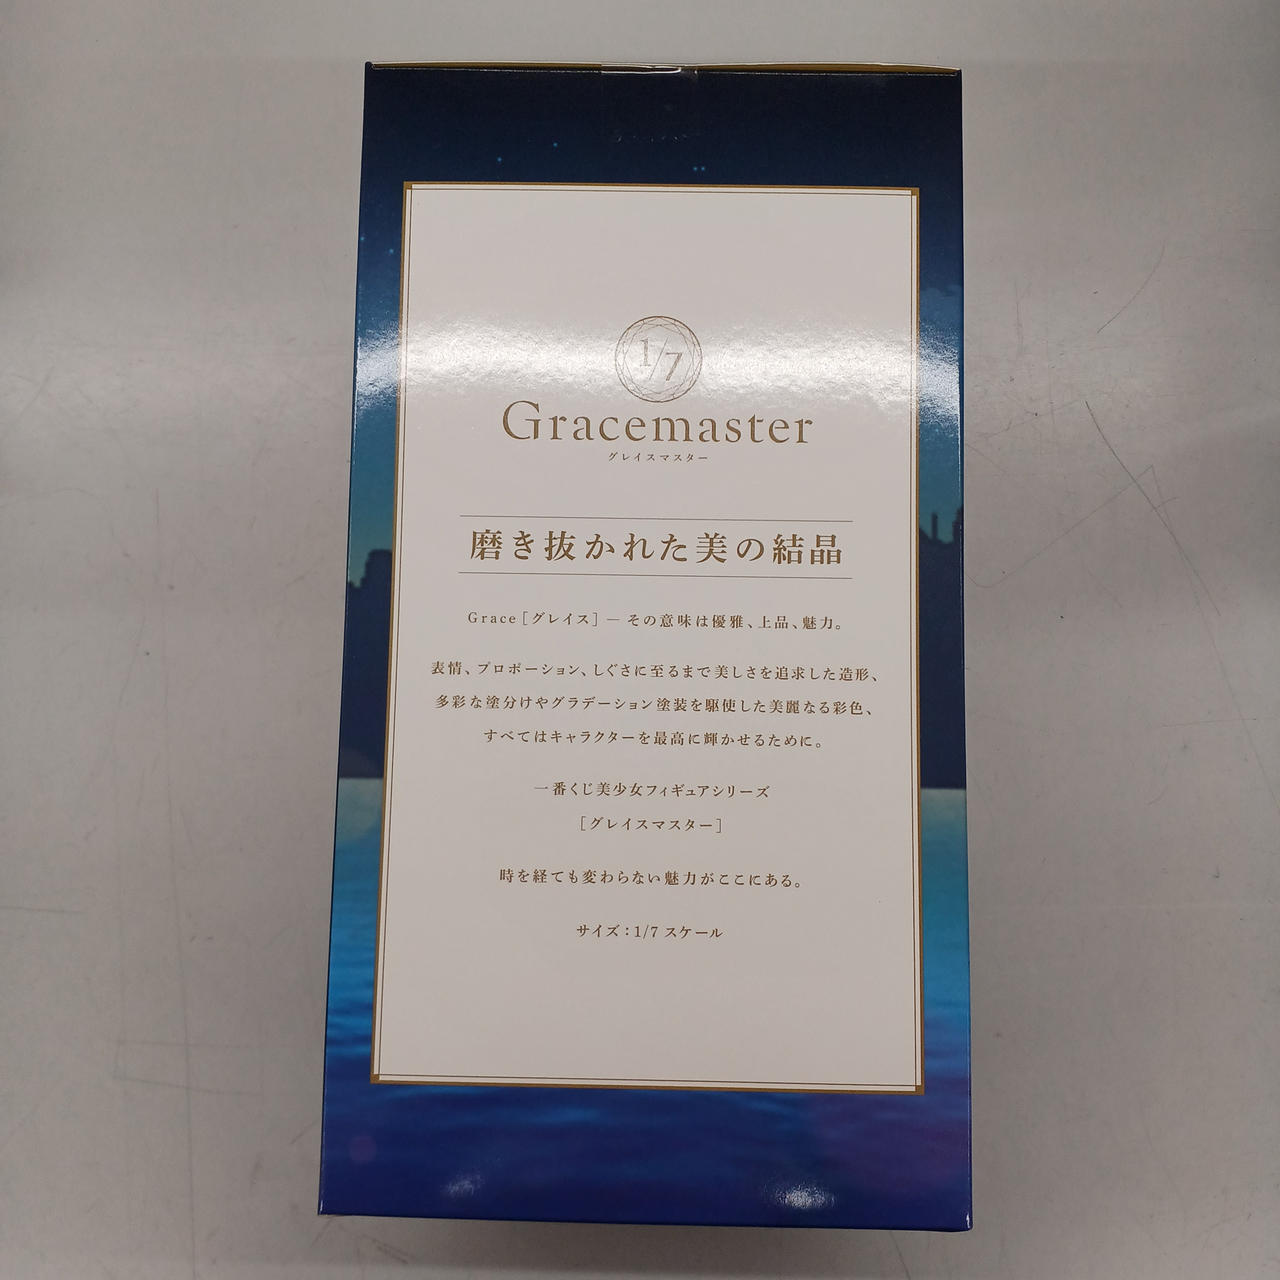 1/7
Gracemaster
グレイスマスター
磨き抜かれた美の結晶
Grace［グレイス］― その意味は優雅、上品、魅力。
表情、プロポーション、しぐさに至るまで美しさを追求した造形、
多彩な塗分けやグラデーション塗装を駆使した美麗なる彩色、
すべてはキャラクターを最高に輝かせるために。
一番くじ美少女フィギュアシリーズ
［グレイスマスター］
時を経ても変わらない魅力がここにある。
サイズ：1/7 スケール